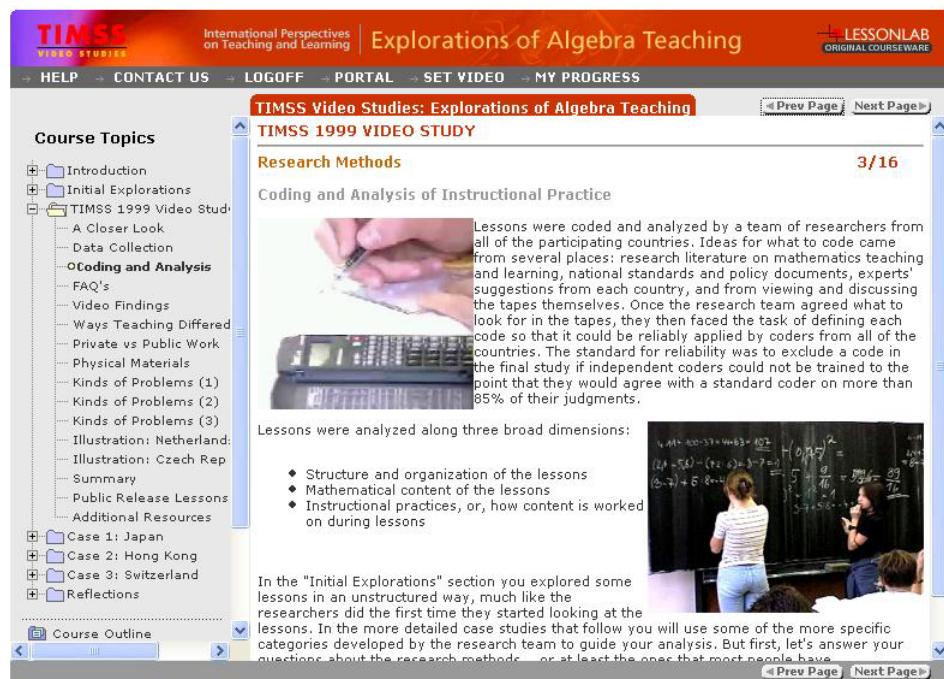 TIMSS
VIDEO STUDIES
International Perspectives
on Teaching and Learning
Explorations of Algebra Teaching
LESSONLAB
ORIGINAL COURSEWARE
HELP CONTACT US LOGOFF PORTAL SET VIDEO MY PROGRESS
TIMSS Video Studies: Explorations of Algebra Teaching
Prev Page Next Page
Course Topics
Introduction
Initial Explorations
TIMSS 1999 Video Stud
A Closer Look
Data Collection
Coding and Analysis
FAQ's
Video Findings
Ways Teaching Differed
Private vs Public Work
Physical Materials
Kinds of Problems (1)
Kinds of Problems (2)
Kinds of Problems (3)
Illustration: Netherland
Illustration: Czech Rep
Summary
Public Release Lessons
Additional Resources
Case 1: Japan
Case 2: Hong Kong
Case 3: Switzerland
Reflections
Course Outline
TIMSS 1999 VIDEO STUDY
Research Methods 3/16
Coding and Analysis of Instructional Practice
Lessons were coded and analyzed by a team of researchers from
all of the participating countries. Ideas for what to code came
from several places: research literature on mathematics teaching
and learning, national standards and policy documents, experts'
suggestions from each country, and from viewing and discussing
the tapes themselves. Once the research team agreed what to
look for in the tapes, they then faced the task of defining each
code so that it could be reliably applied by coders from all of the
countries. The standard for reliability was to exclude a code in
the final study if independent coders could not be trained to the
point that they would agree with a standard coder on more than
85% of their judgments.
Lessons were analyzed along three broad dimensions:
Structure and organization of the lessons
Mathematical content of the lessons
Instructional practices, or, how content is worked
on during lessons
In the "Initial Explorations" section you explored some
lessons in an unstructured way, much like the
researchers did the first time they started looking at the
lessons. In the more detailed case studies that follow you will use some of the more specific
categories developed by the research team to guide your analysis. But first, let's answer your
questions about the research methods... or at least the ones that most people have
Prev Page Next Page